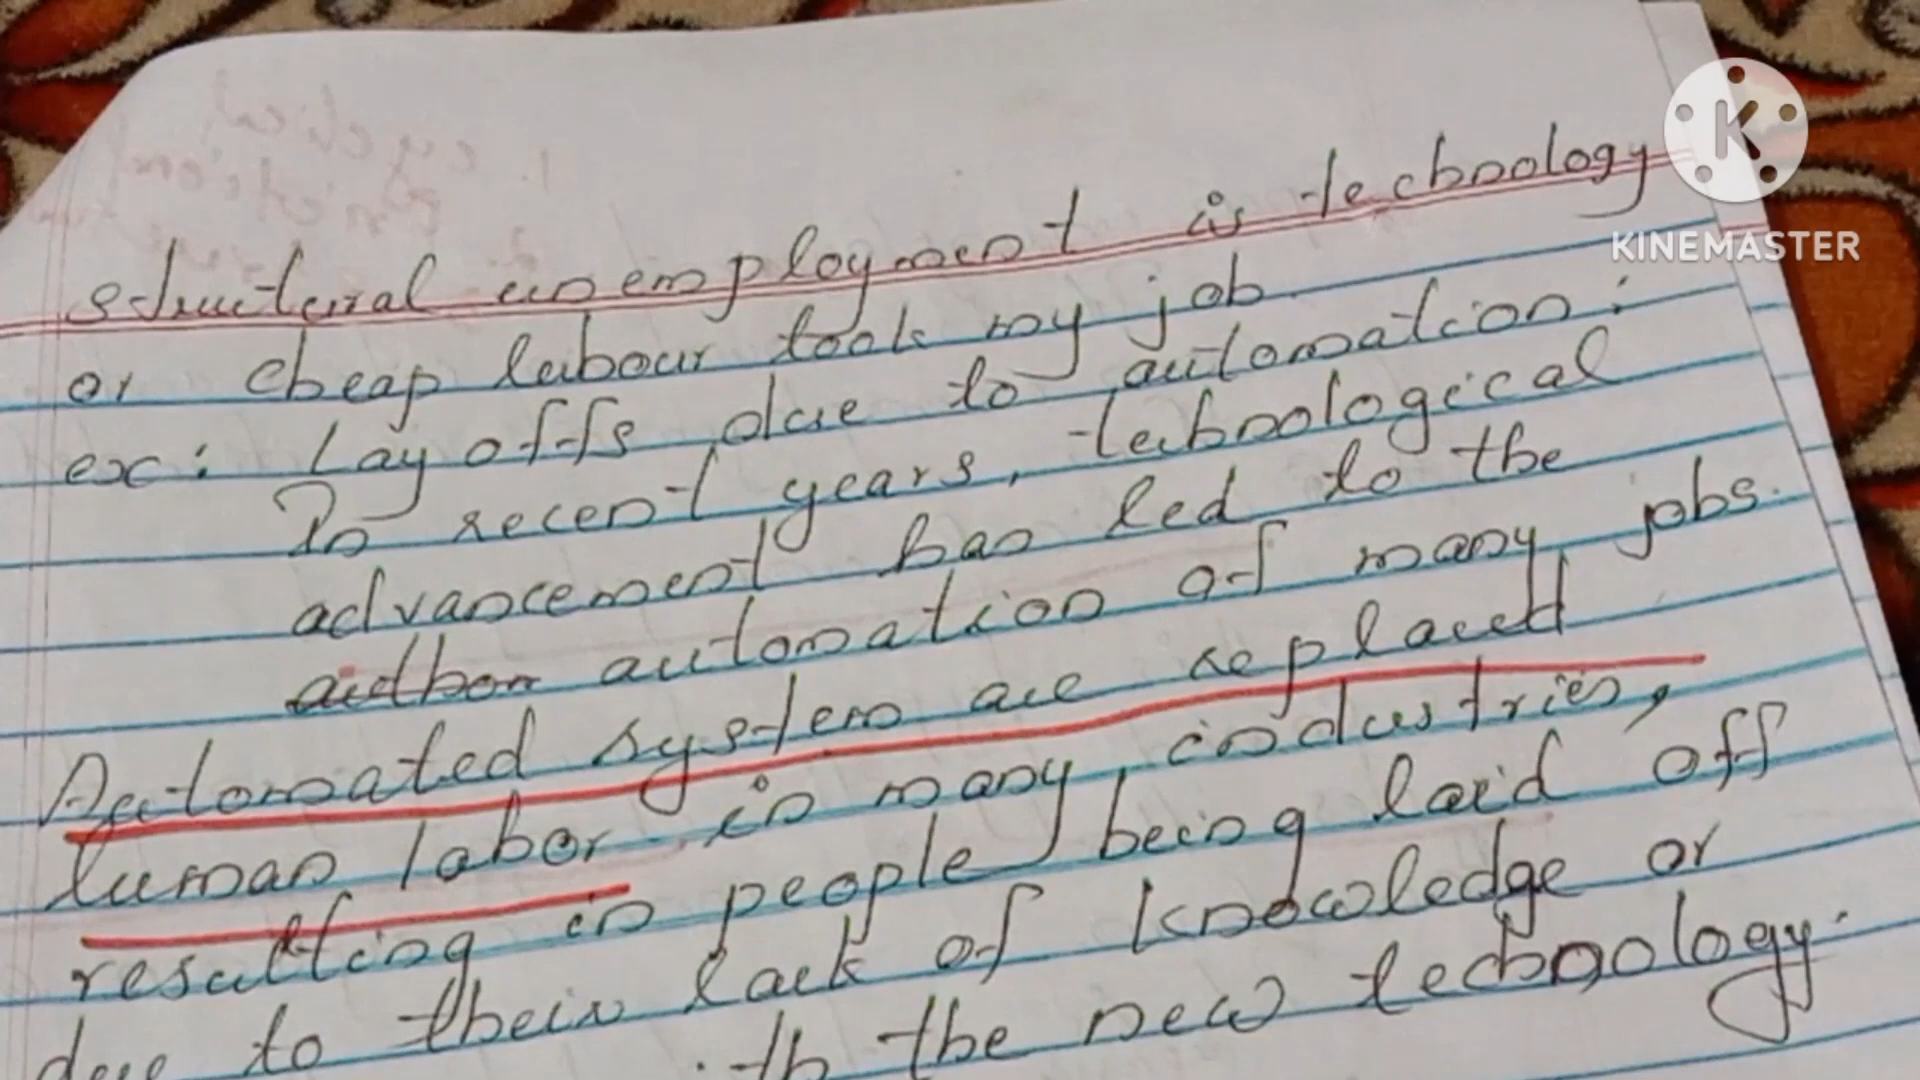 structural unemployment is technology
or cheap labour took my job
ex: Lay offs due to automation:
In recent years, technological
advancement has led to the
automation of many jobs.
Automated system are replaced
human labor in many industries,
resulting in people being laid off
due to their lack of knowledge or
the new technology.
K
KINEMASTER